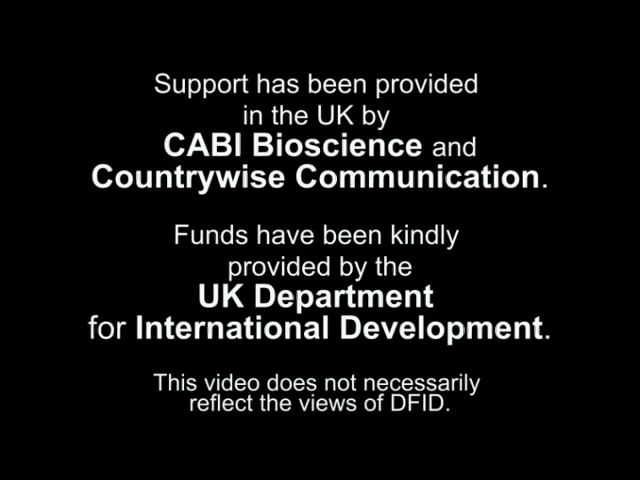 Support has been provided
in the UK by
CABI Bioscience and
Countrywise Communication.
Funds have been kindly
provided by the
UK Department
for International Development.
This video does not necessarily
reflect the views of DFID.